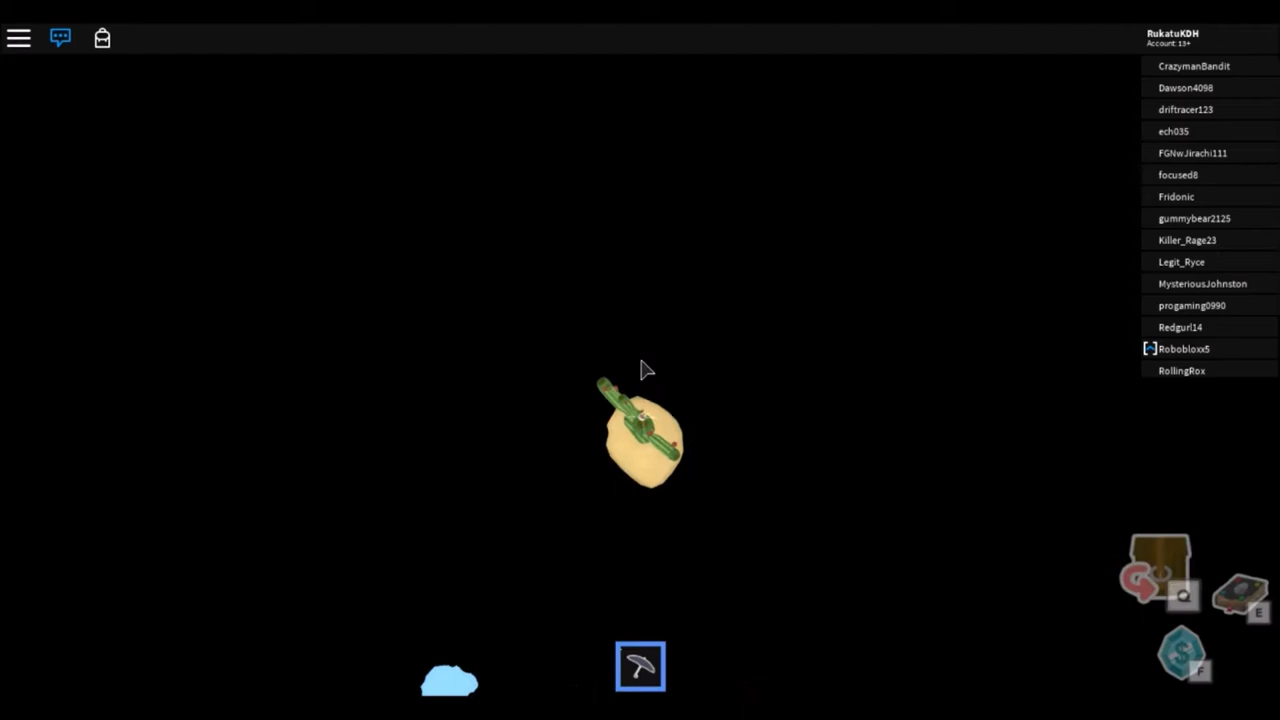 RukatuKDH
Account: 13+
CrazymanBandit
Dawson4098
driftracer123
ech035
FGNwJirachi111
focused8
Fridonic
gummybear2125
Killer_Rage23
Legit_Ryce
MysteriousJohnston
progaming0990
Redgurl14
Robobloxx5
RollingRox
Q
E
S
F